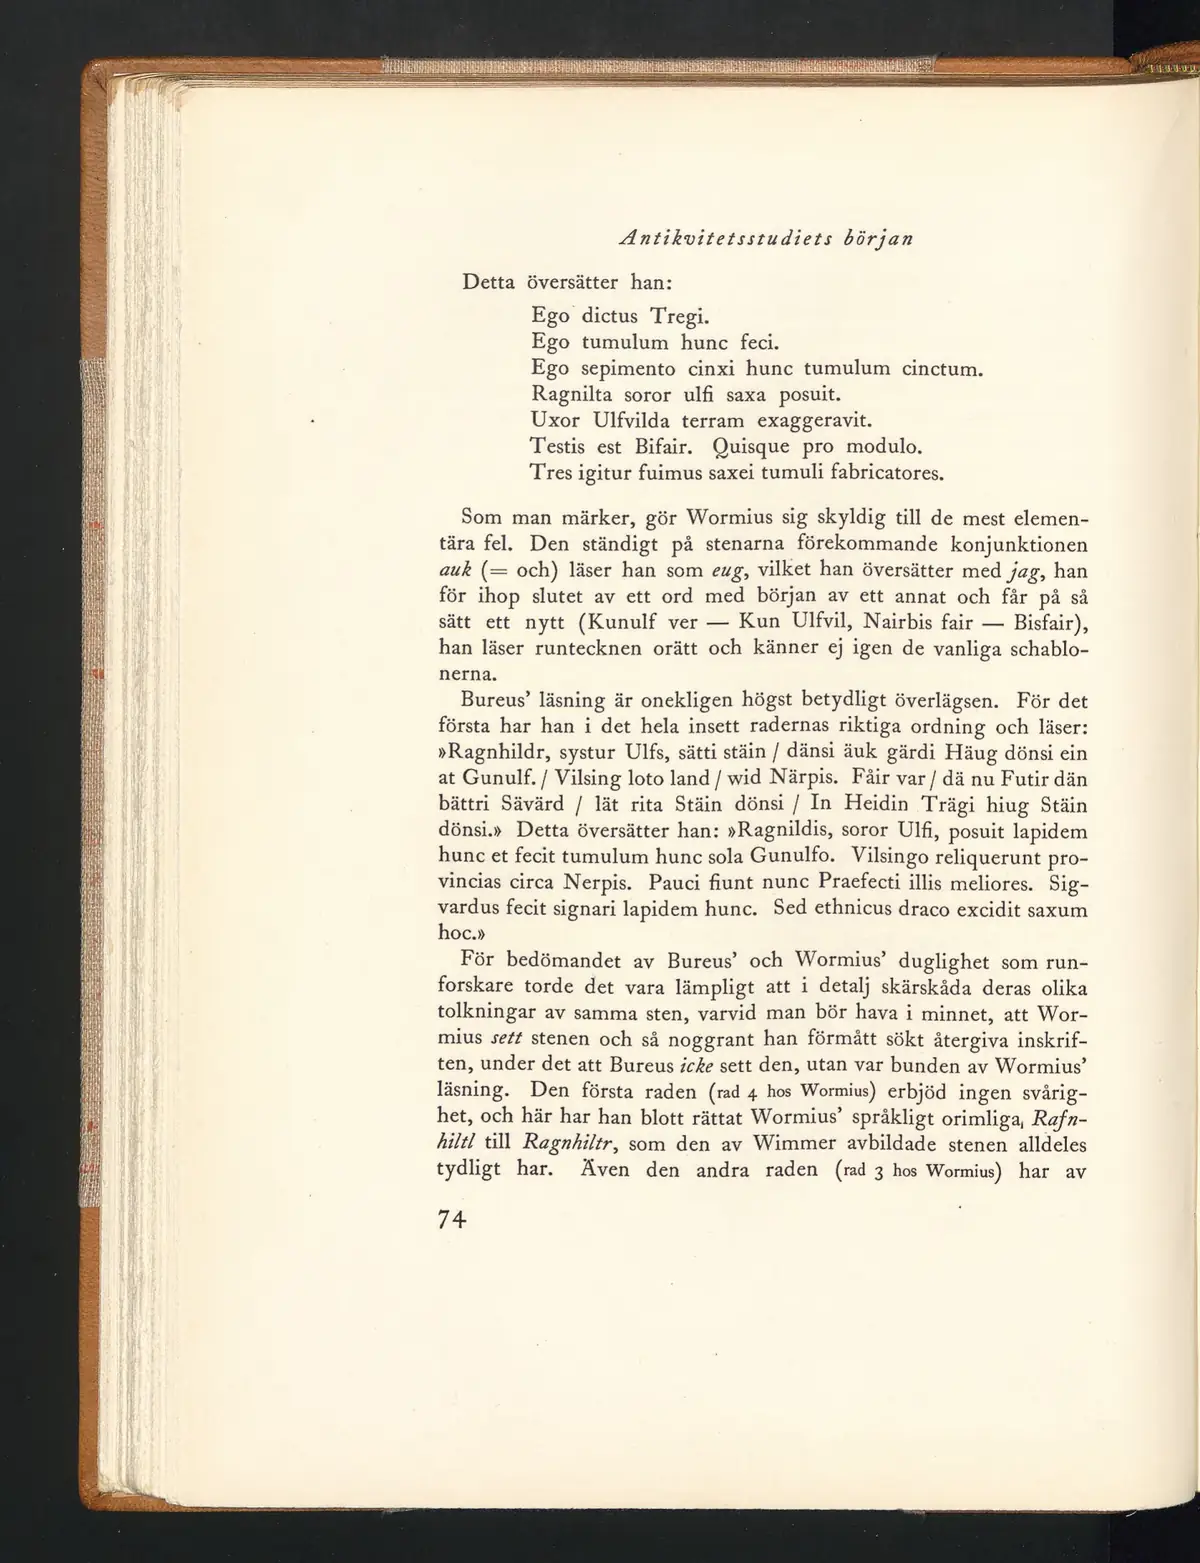 Antikvitetsstudiets början
Detta översätter han:
Ego dictus Tregi.
Ego tumulum hunc feci.
Ego sepimento cinxi hunc tumulum cinctum.
Ragnilta soror ulfi saxa posuit.
Uxor Ulfvilda terram exaggeravit.
Testis est Bifair. Quisque pro modulo.
Tres igitur fuimus saxei tumuli fabricatores.
Som man märker, gör Wormius sig skyldig till de mest elemen-
tära fel. Den ständigt på stenarna förekommande konjunktionen
auk (= och) läser han som eug, vilket han översätter med jag, han
för ihop slutet av ett ord med början av ett annat och får på så
sätt ett nytt (Kunulf ver — Kun Ulfvil, Nairbis fair — Bisfair),
han läser runtecknen orätt och känner ej igen de vanliga schablo-
nerna.
Bureus’ läsning är onekligen högst betydligt överlägsen. För det
första har han i det hela insett radernas riktiga ordning och läser:
»Ragnhildr, systur Ulfs, sätti stäin / dänsi äuk gärdi Häug dönsi ein
at Gunulf. / Vilsing loto land / wid Närpis. Fåir var / dä nu Futir dän
bättri Sävärd / lät rita Stäin dönsi / In Heidin Trägi hiug Stäin
dönsi.» Detta översätter han: »Ragnildis, soror Ulfi, posuit lapidem
hunc et fecit tumulum hunc sola Gunulfo. Vilsingo reliquerunt pro-
vincias circa Nerpis. Pauci fiunt nunc Praefecti illis meliores. Sig-
vardus fecit signari lapidem hunc. Sed ethnicus draco excidit saxum
hoc.»
För bedömandet av Bureus’ och Wormius’ duglighet som run-
forskare torde det vara lämpligt att i detalj skärskåda deras olika
tolkningar av samma sten, varvid man bör hava i minnet, att Wor-
mius sett stenen och så noggrant han förmått sökt återgiva inskrif-
ten, under det att Bureus icke sett den, utan var bunden av Wormius’
läsning. Den första raden (rad 4 hos Wormius) erbjöd ingen svårig-
het, och här har han blott rättat Wormius’ språkligt orimliga, Rafn-
hiltl till Ragnhiltr, som den av Wimmer avbildade stenen alldeles
tydligt har. Även den andra raden (rad 3 hos Wormius) har av
74